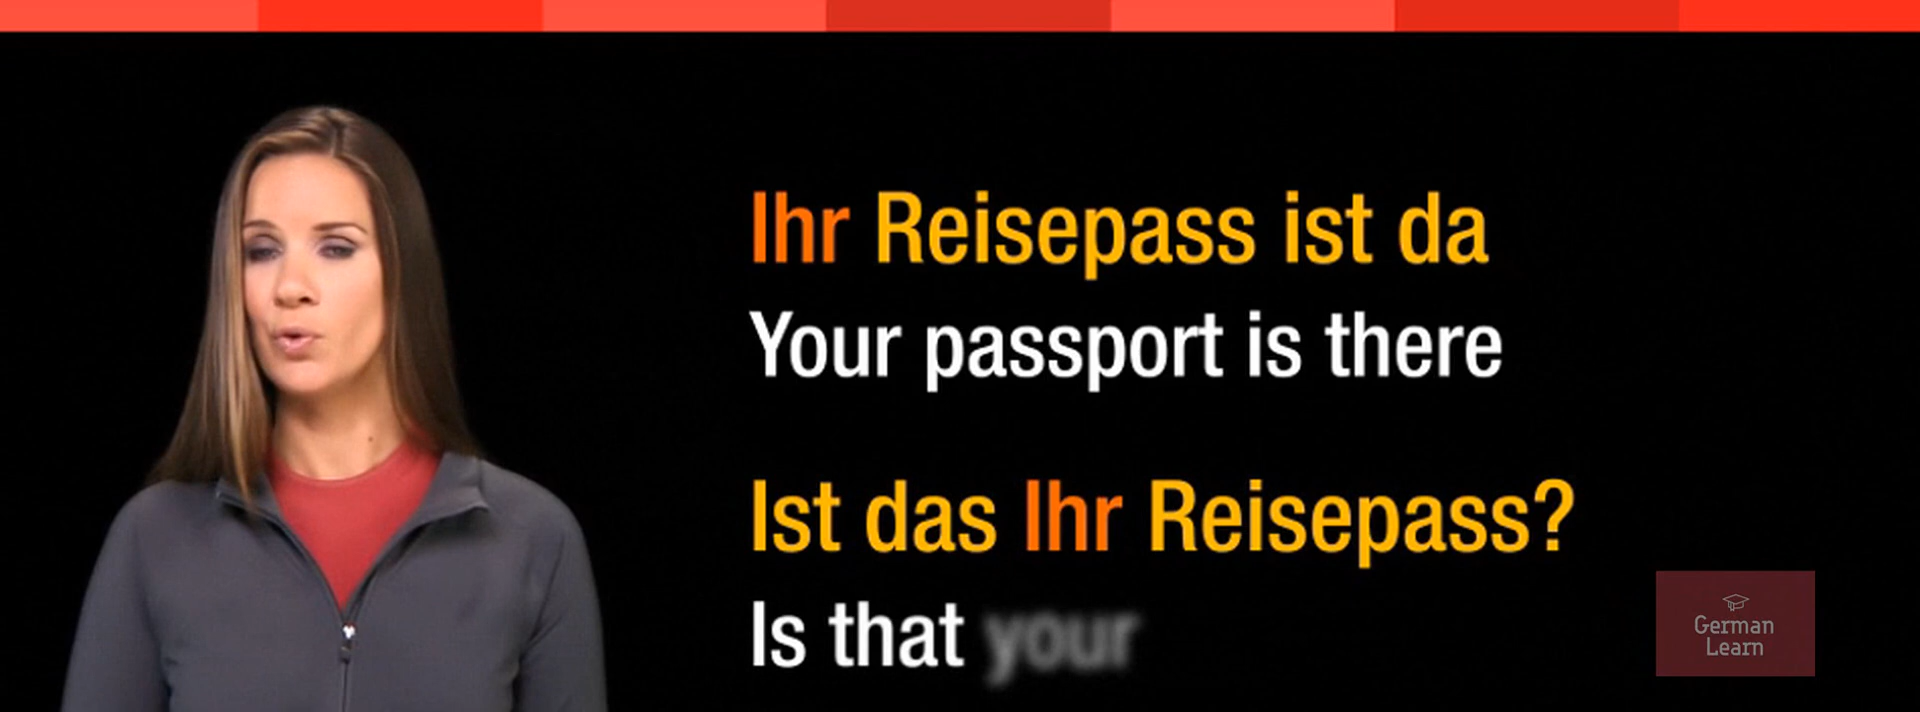 Ihr Reisepass ist da
Your passport is there
Ist das Ihr Reisepass?
Is that your
German
Learn